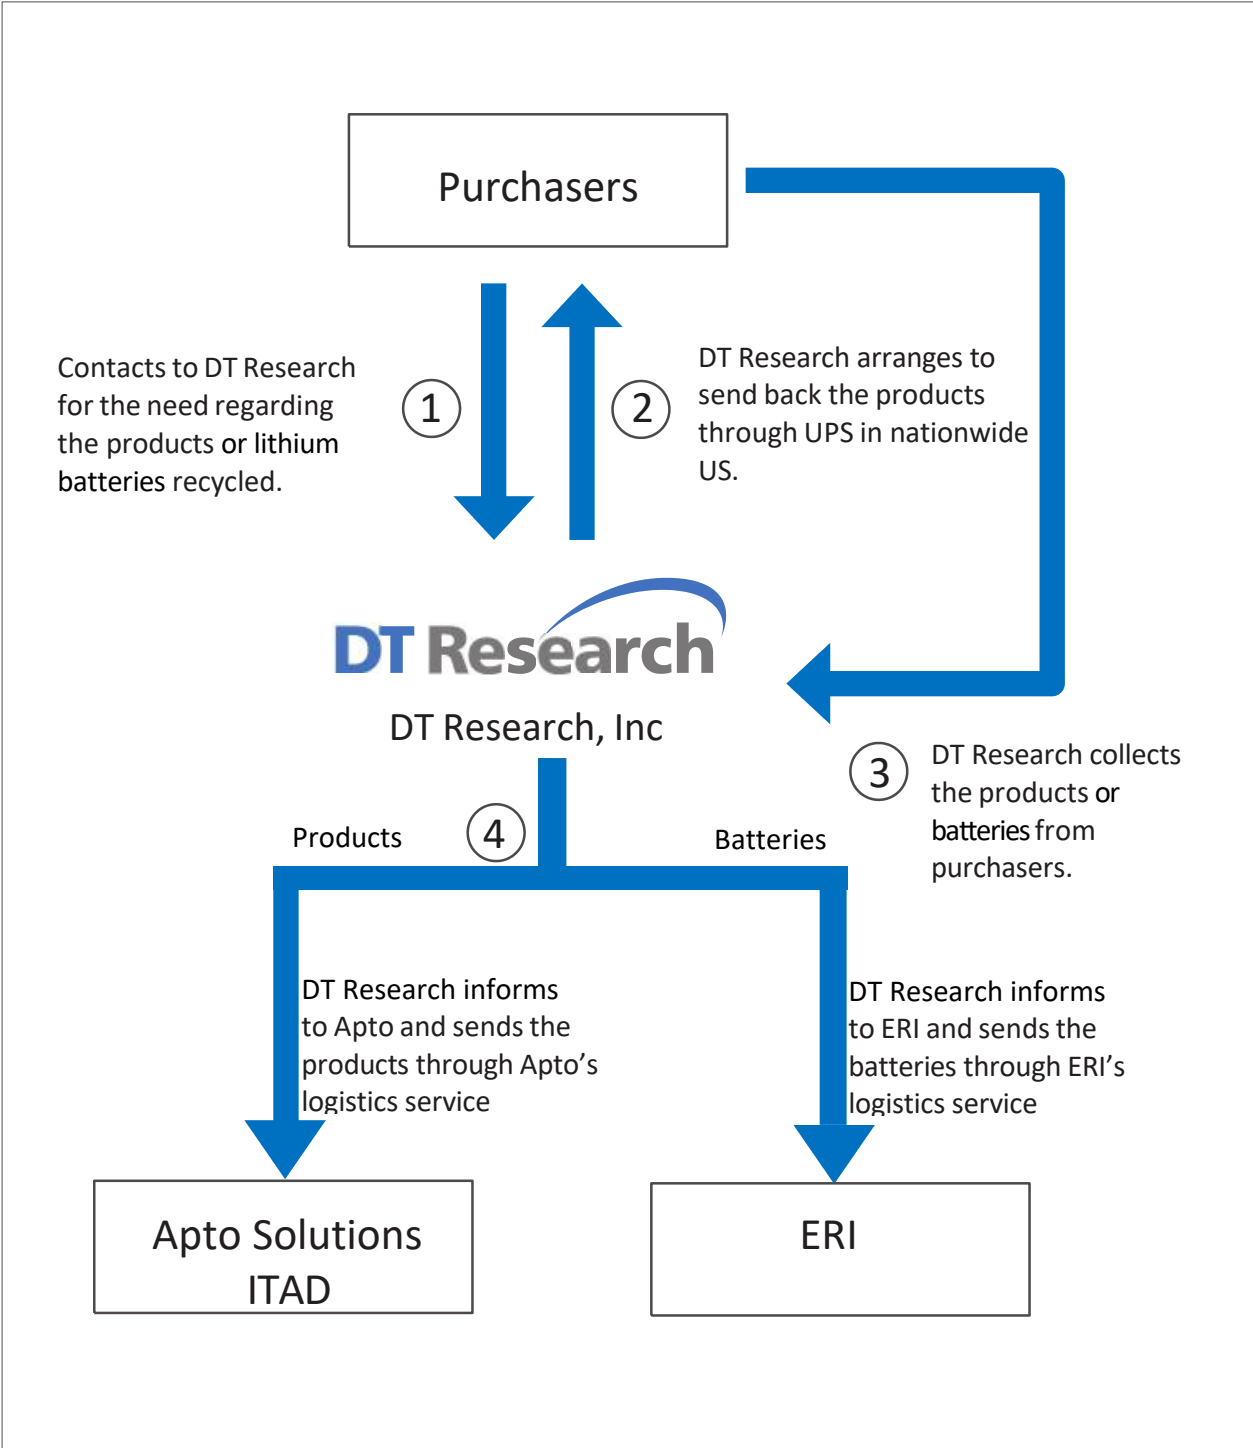 Purchasers
Contacts to DT Research
for the need regarding
the products or lithium
batteries recycled.
1
2
DT Research arranges to
send back the products
through UPS in nationwide
US.
DT Research
DT Research, Inc
3
DT Research collects
the products or
batteries from
purchasers.
Products
4
Batteries
DT Research informs
to Apto and sends the
products through Apto’s
logistics service
DT Research informs
to ERI and sends the
batteries through ERI’s
logistics service
Apto Solutions
ITAD
ERI